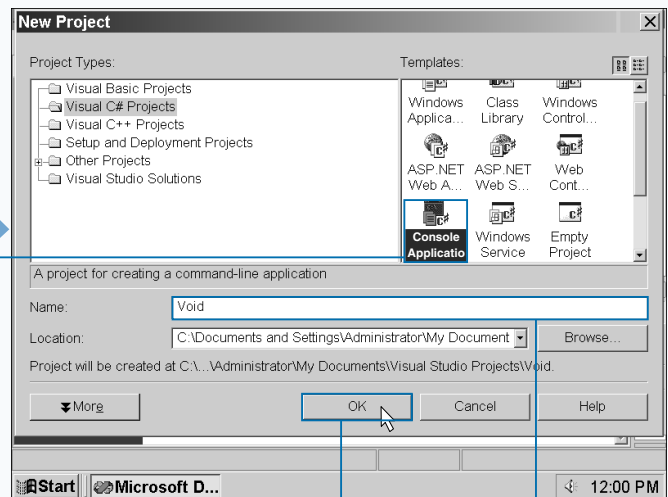 New Project
Project Types:
Visual Basic Projects
Visual C# Projects
Visual C++ Projects
Setup and Deployment Projects
Other Projects
Visual Studio Solutions
Templates:
Windows Applica...
Class Library
Windows Control...
ASP.NET Web A...
ASP.NET Web S...
Web Cont...
Console Applicatio
Windows Service
Empty Project
A project for creating a command-line application
Name:
Void
Location:
C:\Documents and Settings\Administrator\My Document
Browse...
Project will be created at C:\...\Administrator\My Documents\Visual Studio Projects\Void.
More
OK
Cancel
Help
Start
Microsoft D...
12:00 PM